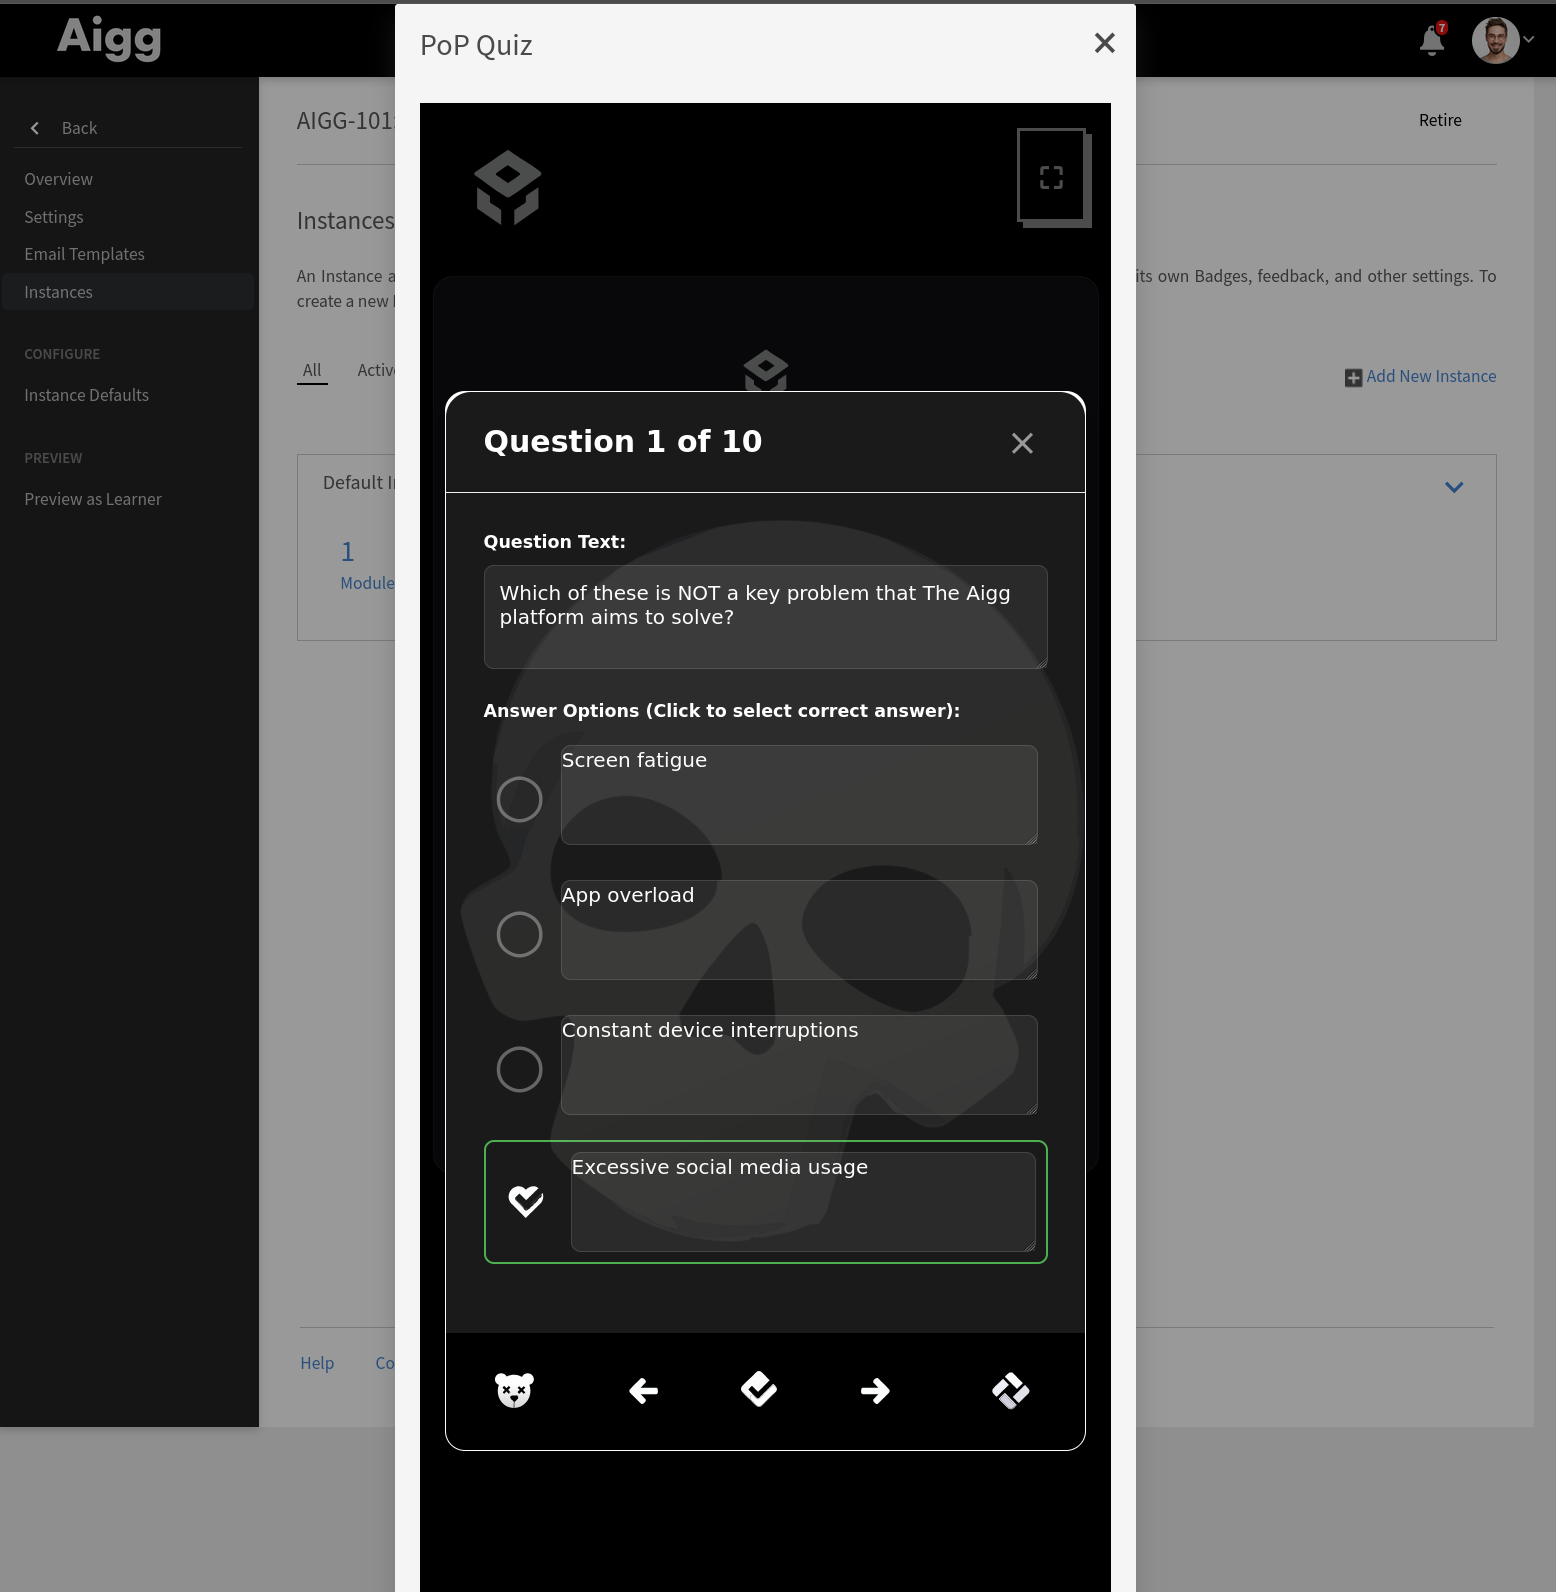 Aigg
PoP Quiz
7
Back
AIGG-101:
Retire
Overview
Settings
Email Templates
Instances
Instances
An Instance a
its own Badges, feedback, and other settings. To
create a new
CONFIGURE
Instance Defaults
All
Active
Add New Instance
PREVIEW
Preview as Learner
Default
1
Module
Question 1 of 10
Question Text:
Which of these is NOT a key problem that The Aigg
platform aims to solve?
Answer Options (Click to select correct answer):
Screen fatigue
App overload
Constant device interruptions
Excessive social media usage
Help
Co